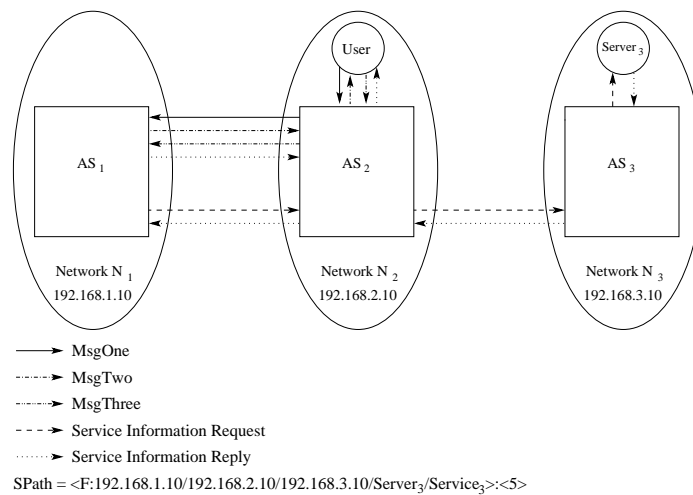 User
Server 3
AS 1
AS 2
AS 3
Network N 1
192.168.1.10
Network N 2
192.168.2.10
Network N 3
192.168.3.10
MsgOne
MsgTwo
MsgThree
Service Information Request
Service Information Reply
SPath = <F:192.168.1.10/192.168.2.10/192.168.3.10/Server3/Service3>:<5>